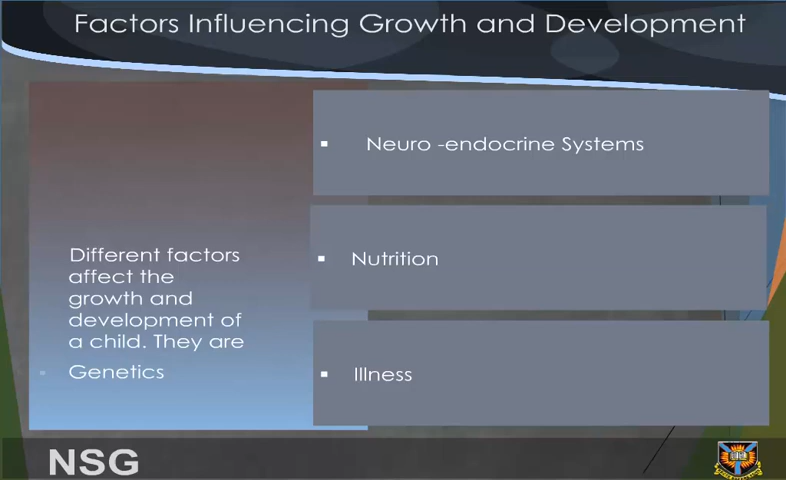 Factors Influencing Growth and Development
Different factors
affect the
growth and
development of
a child. They are
▪ Genetics
▪ Neuro -endocrine Systems
▪ Nutrition
▪ Illness
NSG